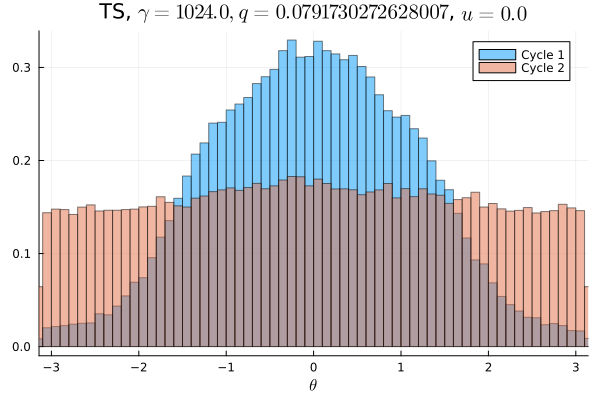 TS, γ = 1024.0, q = 0.0791730272628007, u = 0.0
Cycle 1
Cycle 2
0.3
0.2
0.1
0.0
−3 −2 −1 0 1 2 3
θ